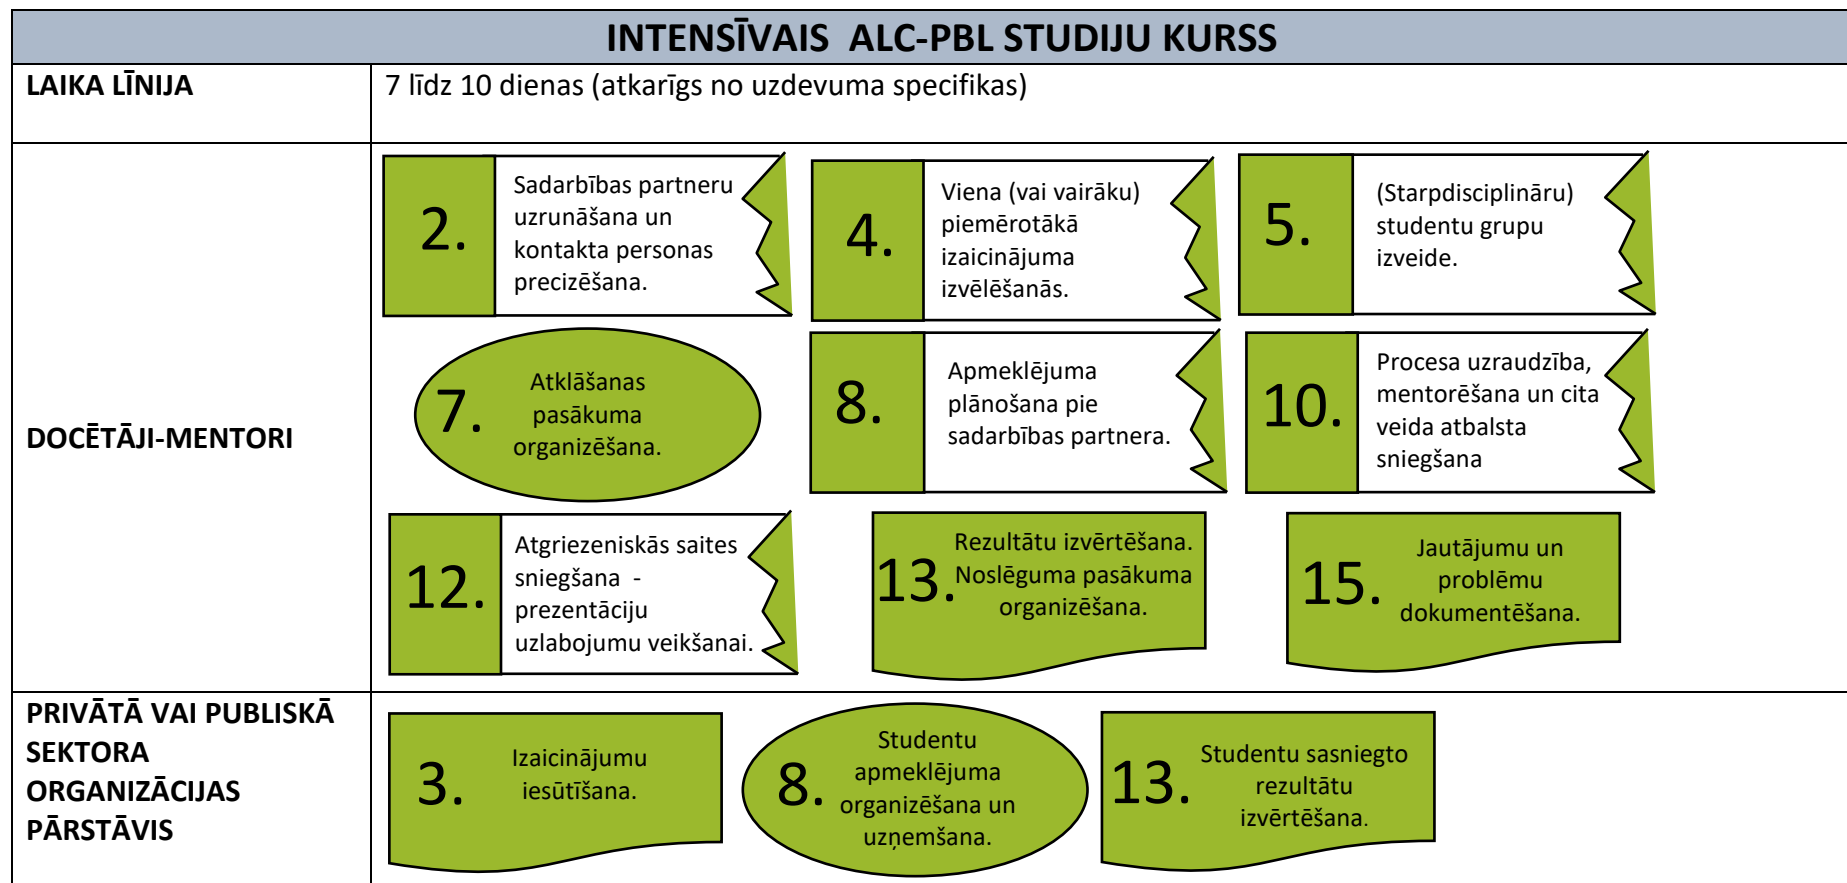 INTENSĪVAIS  ALC-PBL STUDIJU KURSS
LAIKA LĪNIJA
7 līdz 10 dienas (atkarīgs no uzdevuma specifikas)
DOCĒTĀJI-MENTORI
2.
Sadarbības partneru
uzrunāšana un
kontakta personas
precizēšana.
4.
Viena (vai vairāku)
piemērotākā
izaicinājuma
izvēlēšanās.
5.
(Starpdisciplināru)
studentu grupu
izveide.
7.
Atklāšanas
pasākuma
organizēšana.
8.
Apmeklējuma
plānošana pie
sadarbības partnera.
10.
Procesa uzraudzība,
mentorēšana un cita
veida atbalsta
sniegšana
12.
Atgriezeniskās saites
sniegšana  -
prezentāciju
uzlabojumu veikšanai.
13.
Rezultātu izvērtēšana.
Noslēguma pasākuma
organizēšana.
15.
Jautājumu un
problēmu
dokumentēšana.
PRIVĀTĀ VAI PUBLISKĀ
SEKTORA
ORGANIZĀCIJAS
PĀRSTĀVIS
3.
Izaicinājumu
iesūtīšana.
8.
Studentu
apmeklējuma
organizēšana un
uzņemšana.
13.
Studentu sasniegto
rezultātu
izvērtēšana.